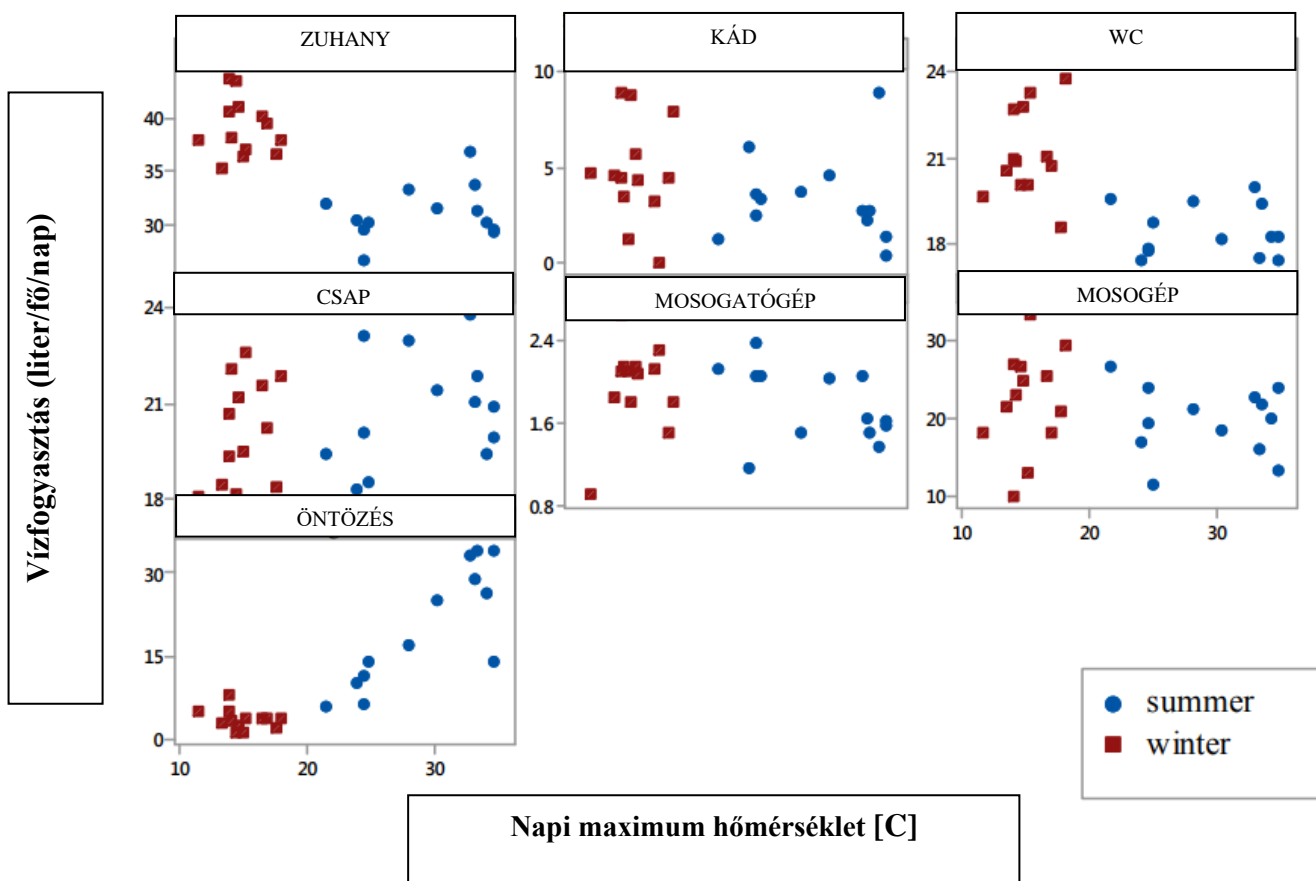 ZUHANY
KÁD
WC
40
35
30
10
5
0
24
21
18
CSAP
MOSOGATÓGÉP
MOSOGÉP
24
21
18
2.4
1.6
0.8
30
20
10
10 30
ÖNTÖZÉS
30
15
0
10 20 30
Vízfogyasztás (liter/fő/nap)
summer
winter
Napi maximum hőmérséklet [C]